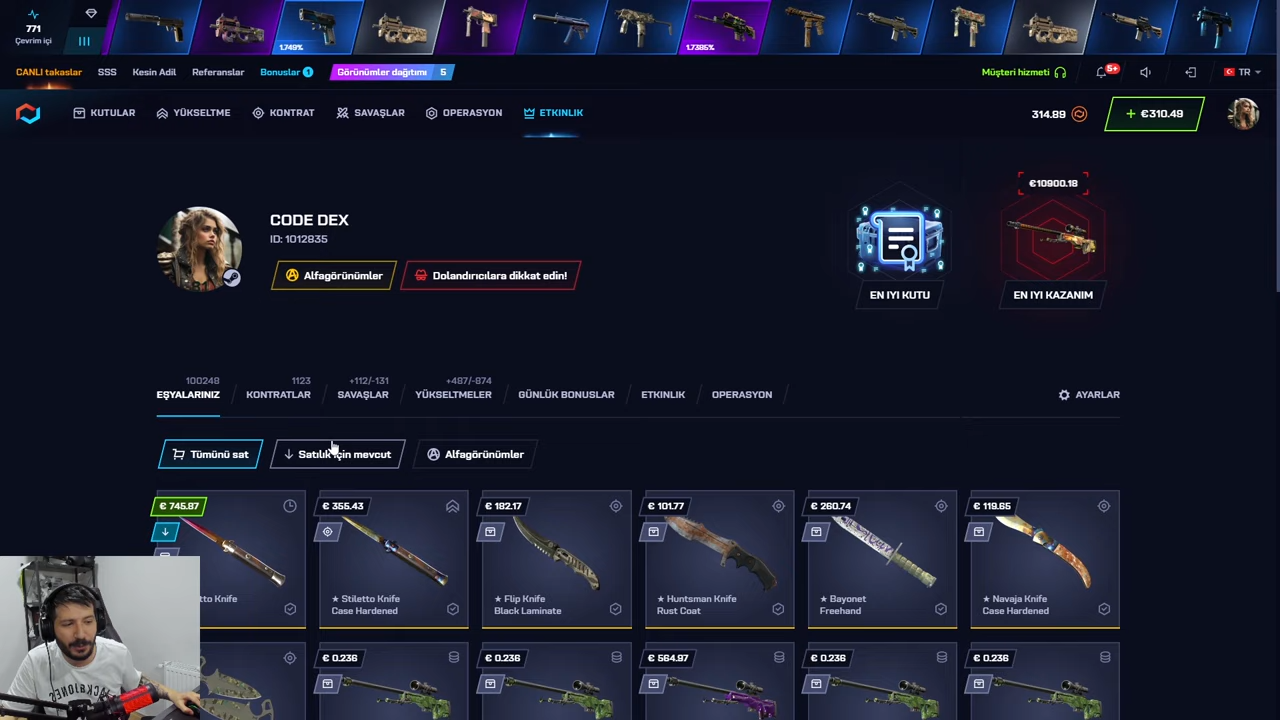 771
Çevrim içi
1.749%
1.7385%
CANLI takaslar
SSS
Kesin Adil
Referanslar
Bonuslar 1
Görünümler dağıtımı 5
Müşteri hizmeti
5+
TR
KUTULAR
YÜKSELTME
KONTRAT
SAVAŞLAR
OPERASYON
ETKINLIK
314.89
+ €310.49
CODE DEX
ID: 1012835
Alfagörünümler
Dolandırıcılara dikkat edin!
€10900.18
EN IYI KUTU
EN IYI KAZANIM
100248
EŞYALARINIZ
1123
KONTRATLAR
+112/-131
SAVAŞLAR
+487/-874
YÜKSELTMELER
GÜNLÜK BONUSLAR
ETKINLIK
OPERASYON
AYARLAR
Tümünü sat
Satılık için mevcut
Alfagörünümler
€ 745.87
€ 355.43
€ 182.17
€ 101.77
€ 260.74
€ 119.65
tto Knife
★ Stiletto Knife
Case Hardened
★ Flip Knife
Black Laminate
★ Huntsman Knife
Rust Coat
★ Bayonet
Freehand
★ Navaja Knife
Case Hardened
€ 0.236
€ 0.236
€ 564.97
€ 0.236
€ 0.236